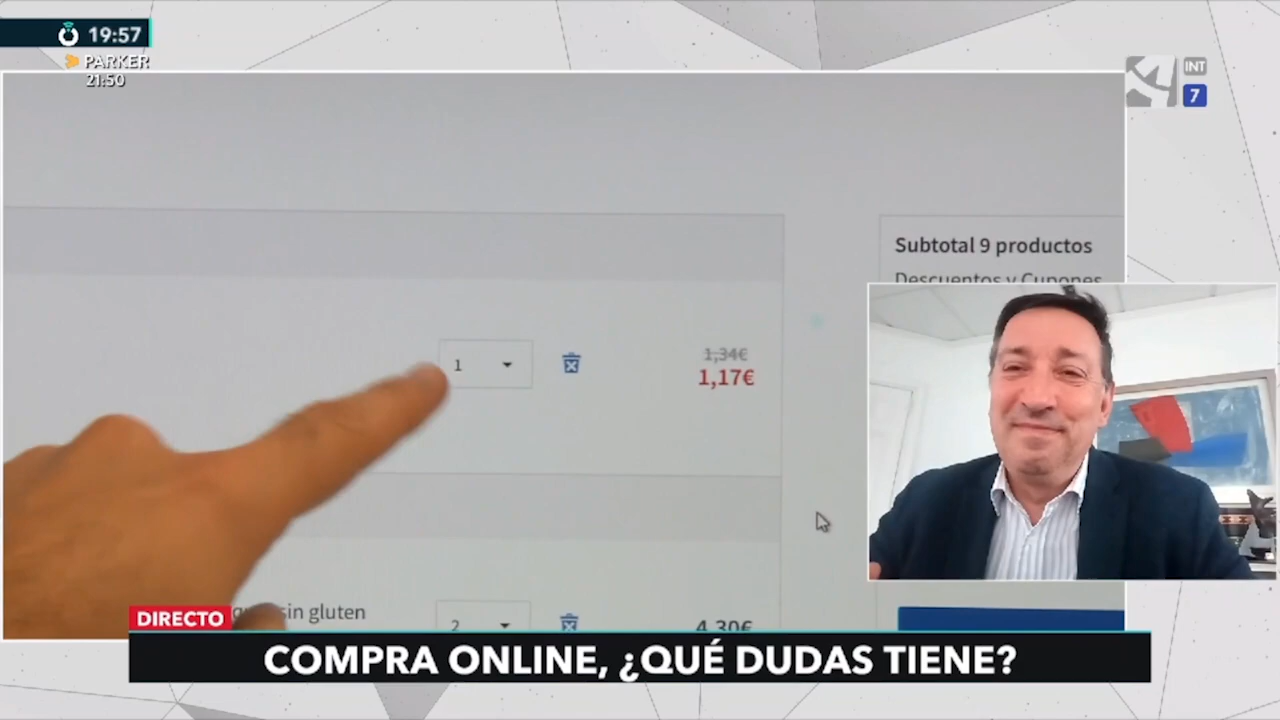 19:57
PARKER
21:50
INT
7
Subtotal 9 productos
Descuentos y Cupones
1
1,34€
1,17€
sin gluten
2
4,30€
DIRECTO
COMPRA ONLINE, ¿QUÉ DUDAS TIENE?